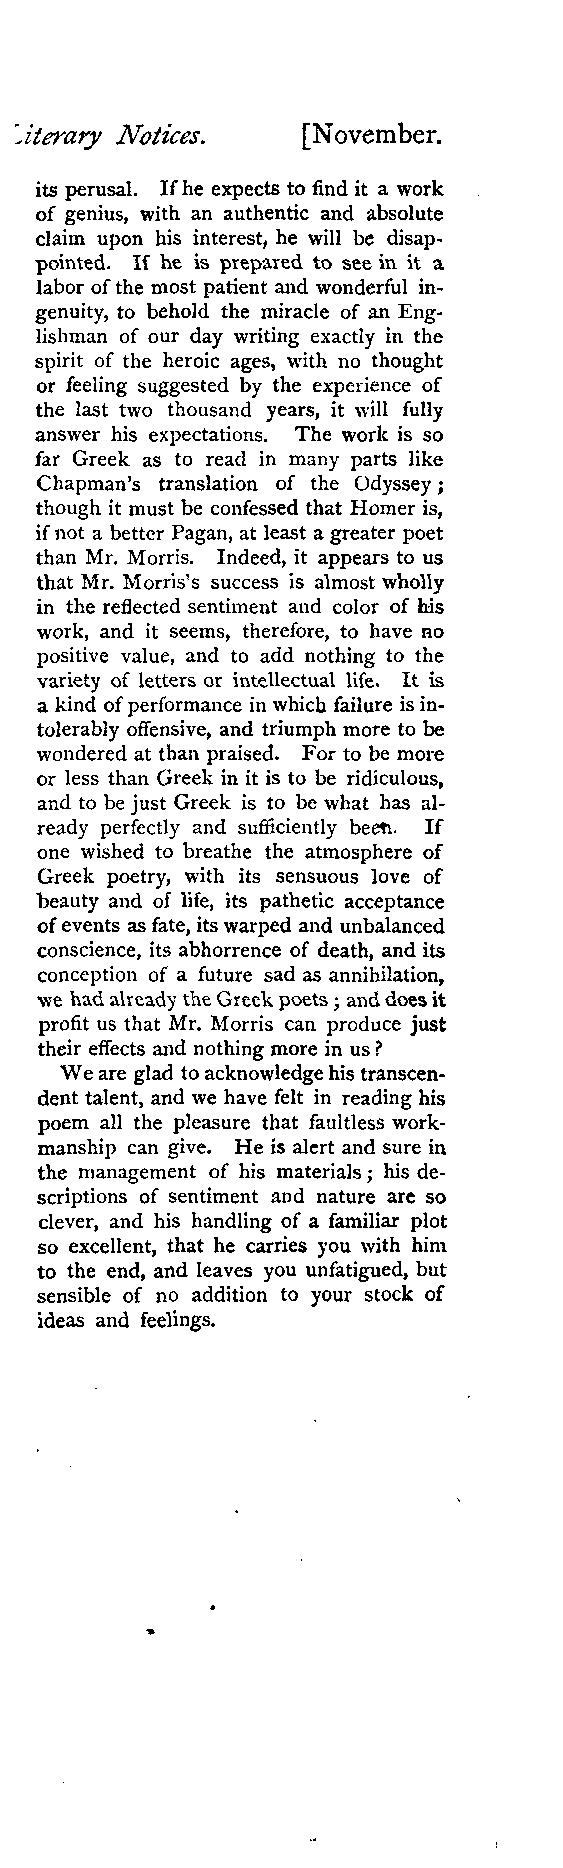 Literary Notices. [November.
its perusal. If he expects to find it a work
of genius, with an authentic and absolute
claim upon his interest, he will be disap-
pointed. If he is prepared to see in it a
labor of the most patient and wonderful in-
genuity, to behold the miracle of an Eng-
lishman of our day writing exactly in the
spirit of the heroic ages, with no thought
or feeling suggested by the experience of
the last two thousand years, it will fully
answer his expectations. The work is so
far Greek as to read in many parts like
Chapman's translation of the Odyssey;
though it must be confessed that Homer is,
if not a better Pagan, at least a greater poet
than Mr. Morris. Indeed, it appears to us
that Mr. Morris's success is almost wholly
in the reflected sentiment and color of his
work, and it seems, therefore, to have no
positive value, and to add nothing to the
variety of letters or intellectual life. It is
a kind of performance in which failure is in-
tolerably offensive, and triumph more to be
wondered at than praised. For to be more
or less than Greek in it is to be ridiculous,
and to be just Greek is to be what has al-
ready perfectly and sufficiently been. If
one wished to breathe the atmosphere of
Greek poetry, with its sensuous love of
beauty and of life, its pathetic acceptance
of events as fate, its warped and unbalanced
conscience, its abhorrence of death, and its
conception of a future sad as annihilation,
we had already the Greek poets; and does it
profit us that Mr. Morris can produce just
their effects and nothing more in us?
We are glad to acknowledge his transcen-
dent talent, and we have felt in reading his
poem all the pleasure that faultless work-
manship can give. He is alert and sure in
the management of his materials; his de-
scriptions of sentiment and nature are so
clever, and his handling of a familiar plot
so excellent, that he carries you with him
to the end, and leaves you unfatigued, but
sensible of no addition to your stock of
ideas and feelings.